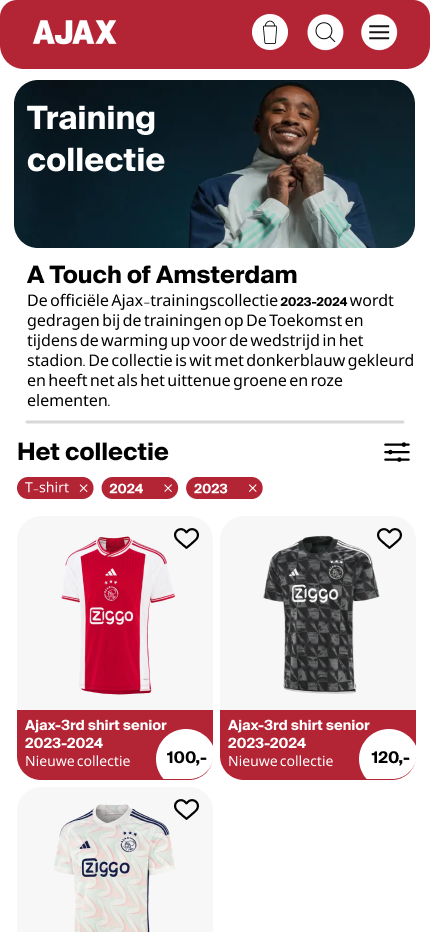 AJAX
Training
collectie
A Touch of Amsterdam
De officiële Ajax-trainingscollectie 2023-2024 wordt
gedragen bij de trainingen op De Toekomst en
tijdens de warming up voor de wedstrijd in het
stadion. De collectie is wit met donkerblauw gekleurd
en heeft net als het uittenue groene en roze
elementen.
Het collectie
T-shirt ×
2024 ×
2023 ×
Ziggo
Ajax-3rd shirt senior
2023-2024
Nieuwe collectie
100,-
Ziggo
Ajax-3rd shirt senior
2023-2024
Nieuwe collectie
120,-
Ziggo